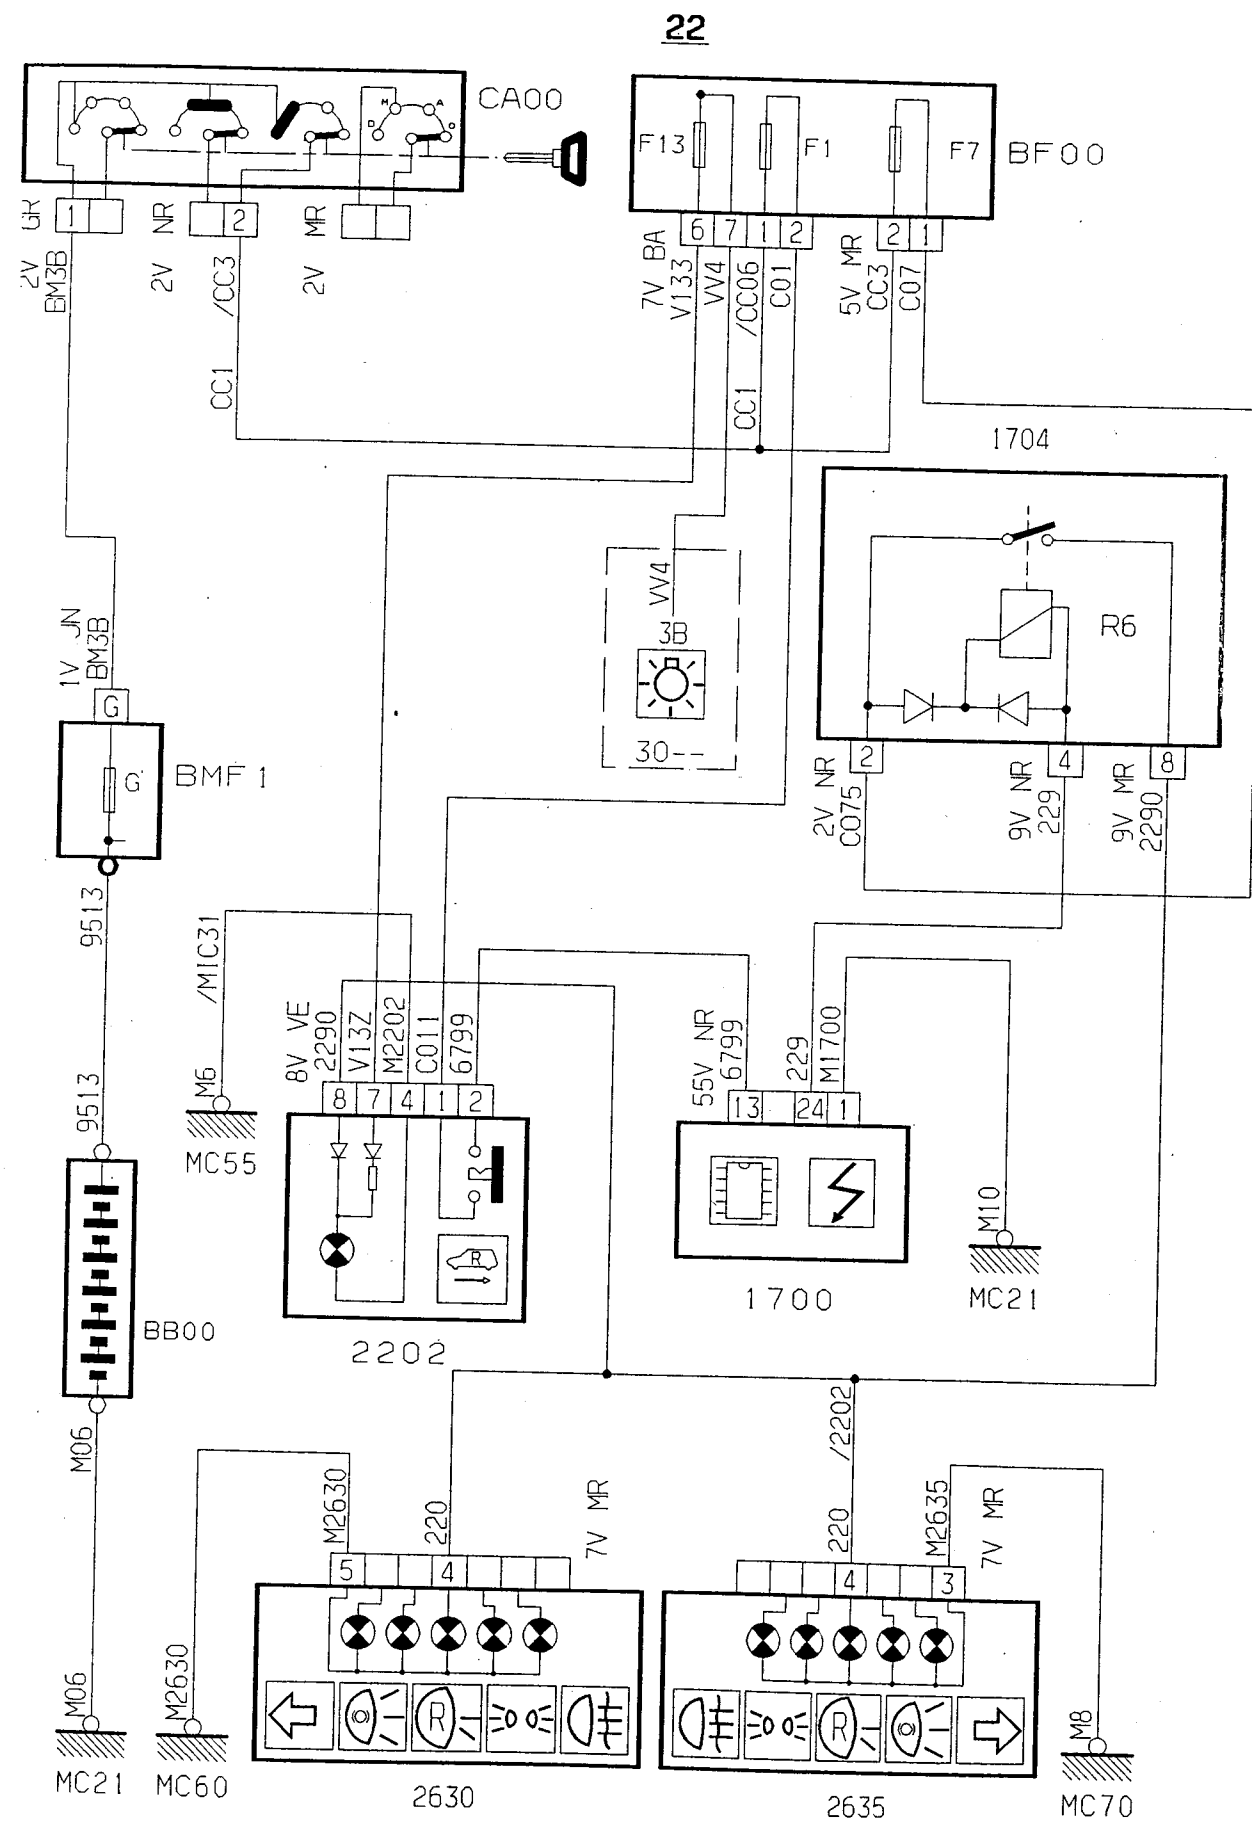 22
CA00
M A
D D
F13 F1 F7
BF00
1
2
6 7 1 2
2 1
2V GR
BM3B
2V NR
/CC3
2V MR
7V BA
V133
VV4
/CC06
C01
5V MR
CC3
C07
CC1
CC1
1704
R6
VV4
3B
30--
1V JN
BM3B
G
G
BMF1
2 4 8
2V NR
C075
9V NR
229
9V MR
2290
9513
9513
/MIC31
M6
MC55
8V VE
2290
V13Z
M2202
C011
6799
8 7 4 1 2
R
2202
55V NR
6799
229
M1700
13 24 1
1700
M10
MC21
BB00
M06
M06
MC21
M2630
M2630
220
7V MR
5 4
R
2630
MC60
/2202
220
M2635
7V MR
4 3
R
2635
M8
MC70